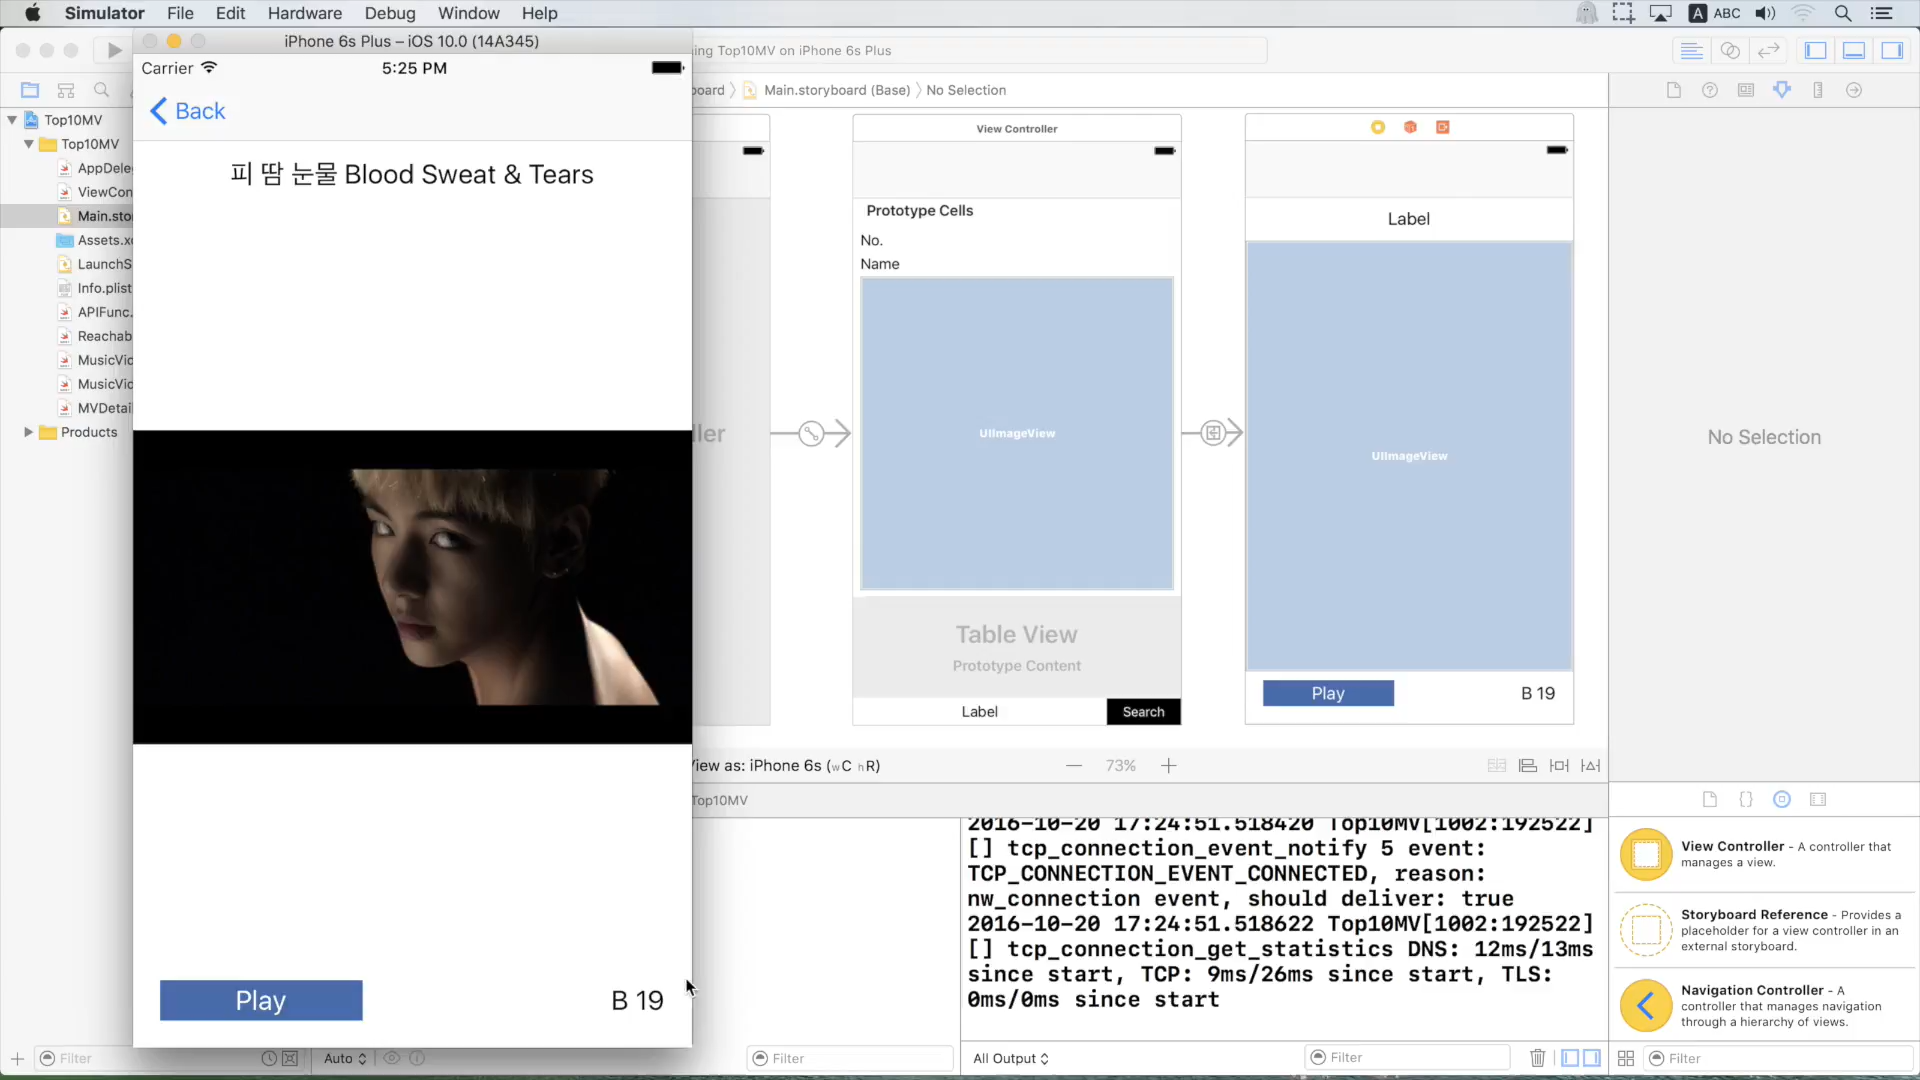 Simulator File Edit Hardware Debug Window Help
A ABC
iPhone 6s Plus – iOS 10.0 (14A345)
ing Top10MV on iPhone 6s Plus
Carrier
5:25 PM
Back
피 땀 눈물 Blood Sweat & Tears
Play
B 19
Top10MV
Top10MV
AppDele
ViewCon
Main.sto
Assets.xc
LaunchS
Info.plist
APIFunc.
Reachab
MusicVid
MusicVid
MVDetai
Products
Filter
oard
Main.storyboard (Base)
No Selection
ller
View Controller
Prototype Cells
No.
Name
UIImageView
Table View
Prototype Content
Label
Search
Label
UIImageView
Play
B 19
View as: iPhone 6s (wC hR)
73%
Top10MV
2016-10-20 17:24:51.518420 Top10MV[1002:192522]
[] tcp_connection_event_notify 5 event:
TCP_CONNECTION_EVENT_CONNECTED, reason:
nw_connection event, should deliver: true
2016-10-20 17:24:51.518622 Top10MV[1002:192522]
[] tcp_connection_get_statistics DNS: 12ms/13ms
since start, TCP: 9ms/26ms since start, TLS:
0ms/0ms since start
Auto
Filter
All Output
Filter
No Selection
View Controller - A controller that
manages a view.
Storyboard Reference - Provides a
placeholder for a view controller in an
external storyboard.
Navigation Controller - A
controller that manages navigation
through a hierarchy of views.
Filter